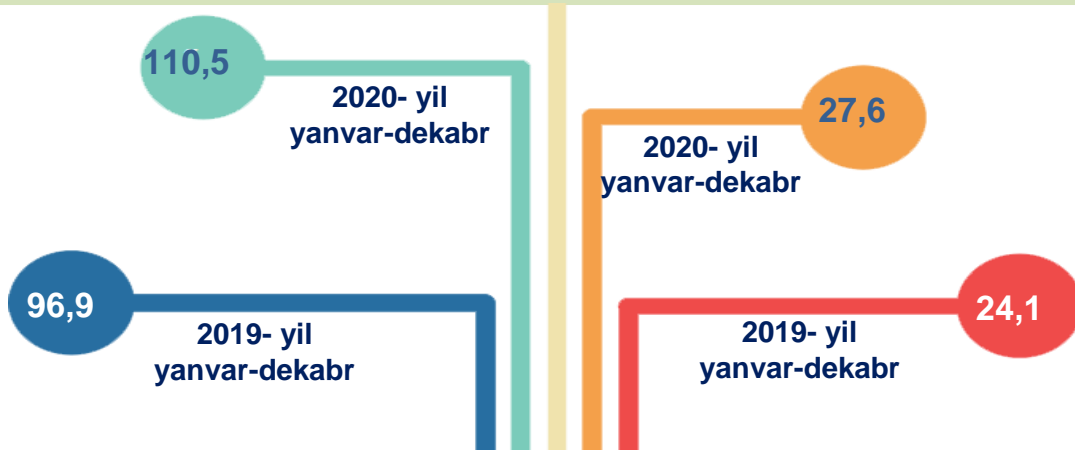 110,5
2020- yil
yanvar-dekabr
96,9
2019- yil
yanvar-dekabr
27,6
2020- yil
yanvar-dekabr
24,1
2019- yil
yanvar-dekabr